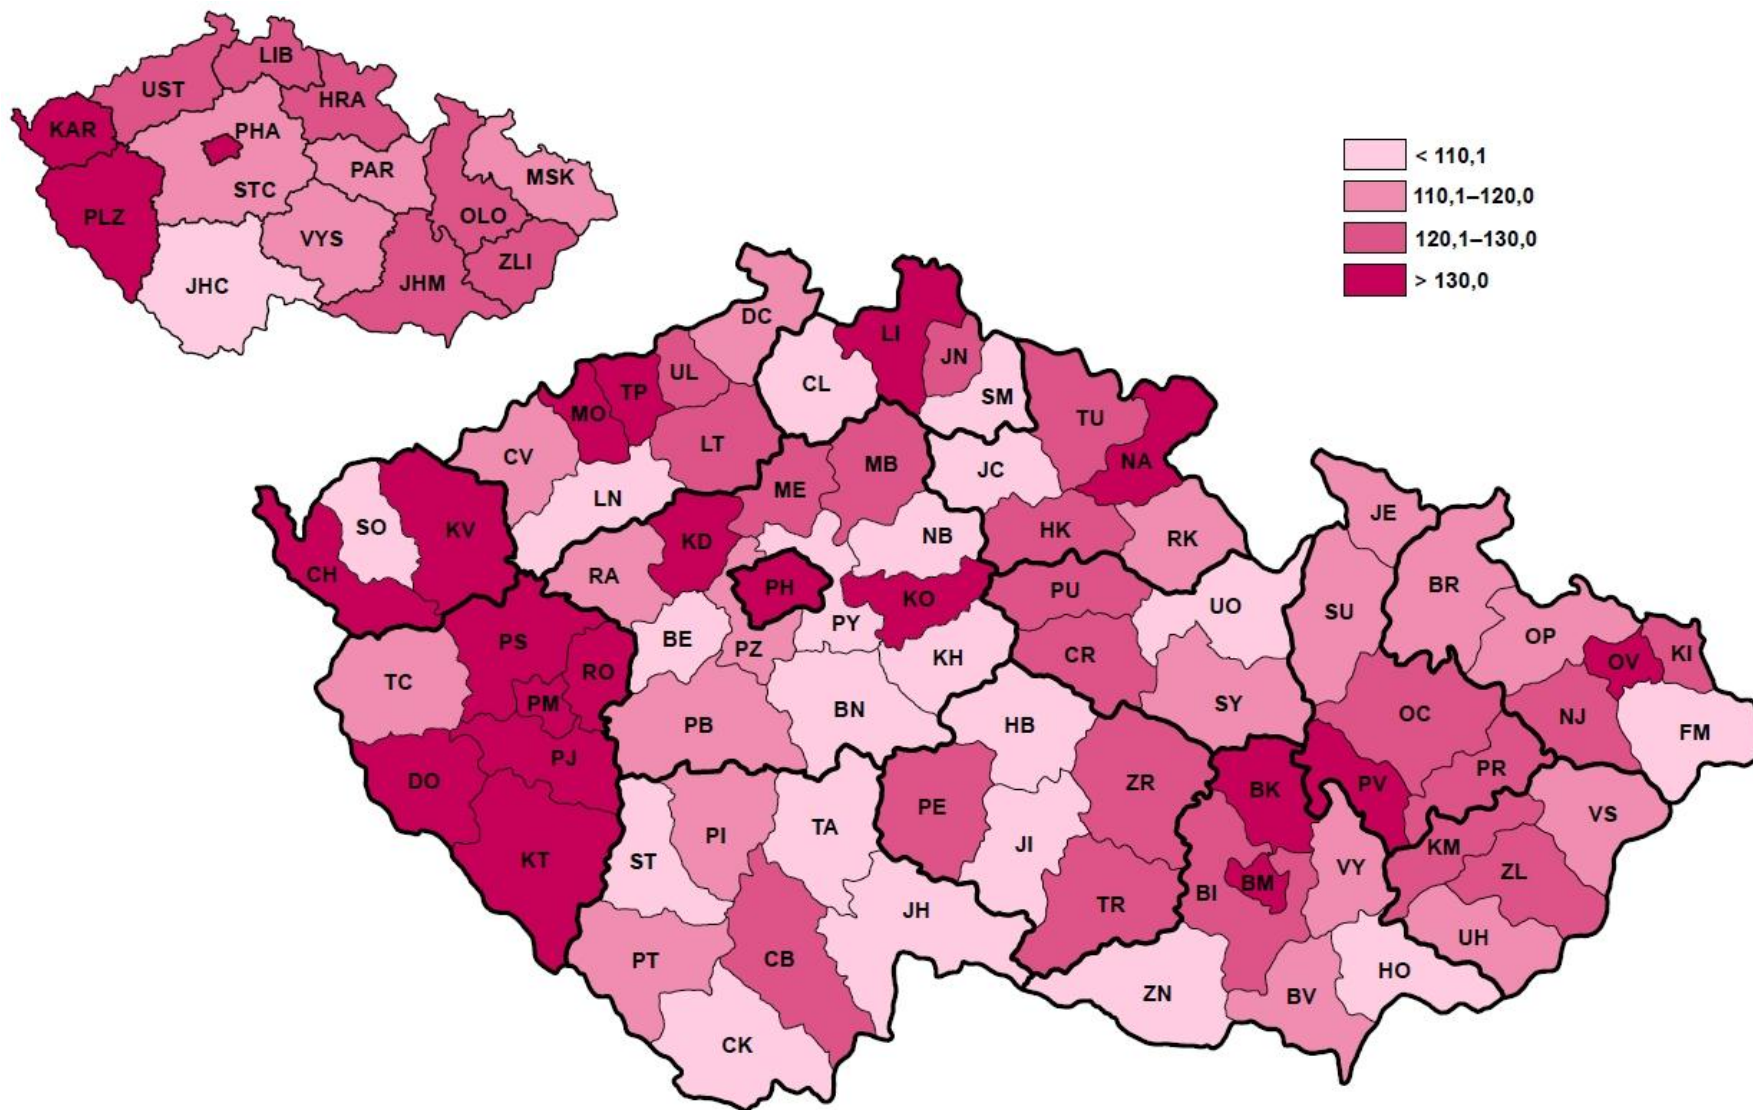 LIB
UST
HRA
KAR
PHA
PAR
MSK
STC
PLZ
OLO
VYS
ZLI
JHC
JHM
< 110,1
110,1–120,0
120,1–130,0
> 130,0
DC
LI
JN
UL
CL
TP
SM
MO
TU
LT
CV
MB
JC
NA
ME
LN
SO
KV
JE
NB
HK
RK
KD
CH
RA
PH
KO
PU
UO
BR
SU
PY
OP
BE
PS
PZ
KH
CR
OV
KI
RO
TC
PM
BN
SY
OC
NJ
PB
HB
FM
PJ
DO
ZR
BK
PV
PR
PE
VS
TA
PI
JI
KM
ST
KT
VY
ZL
BM
BI
TR
JH
UH
PT
CB
HO
ZN
BV
CK